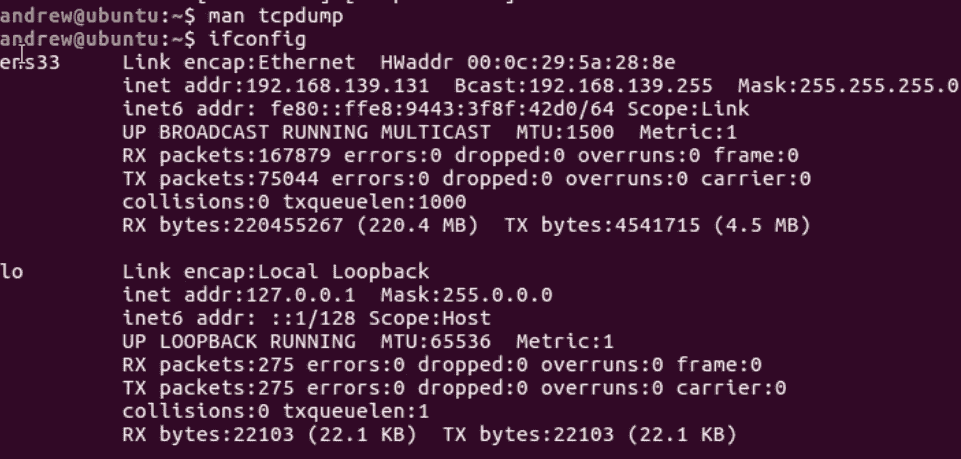 andrew@ubuntu:~$ man tcpdump
andrew@ubuntu:~$ ifconfig
ens33     Link encap:Ethernet  HWaddr 00:0c:29:5a:28:8e
          inet addr:192.168.139.131  Bcast:192.168.139.255  Mask:255.255.255.0
          inet6 addr: fe80::ffe8:9443:3f8f:42d0/64 Scope:Link
          UP BROADCAST RUNNING MULTICAST  MTU:1500  Metric:1
          RX packets:167879 errors:0 dropped:0 overruns:0 frame:0
          TX packets:75044 errors:0 dropped:0 overruns:0 carrier:0
          collisions:0 txqueuelen:1000
          RX bytes:220455267 (220.4 MB)  TX bytes:4541715 (4.5 MB)

lo        Link encap:Local Loopback
          inet addr:127.0.0.1  Mask:255.0.0.0
          inet6 addr: ::1/128 Scope:Host
          UP LOOPBACK RUNNING  MTU:65536  Metric:1
          RX packets:275 errors:0 dropped:0 overruns:0 frame:0
          TX packets:275 errors:0 dropped:0 overruns:0 carrier:0
          collisions:0 txqueuelen:1
          RX bytes:22103 (22.1 KB)  TX bytes:22103 (22.1 KB)